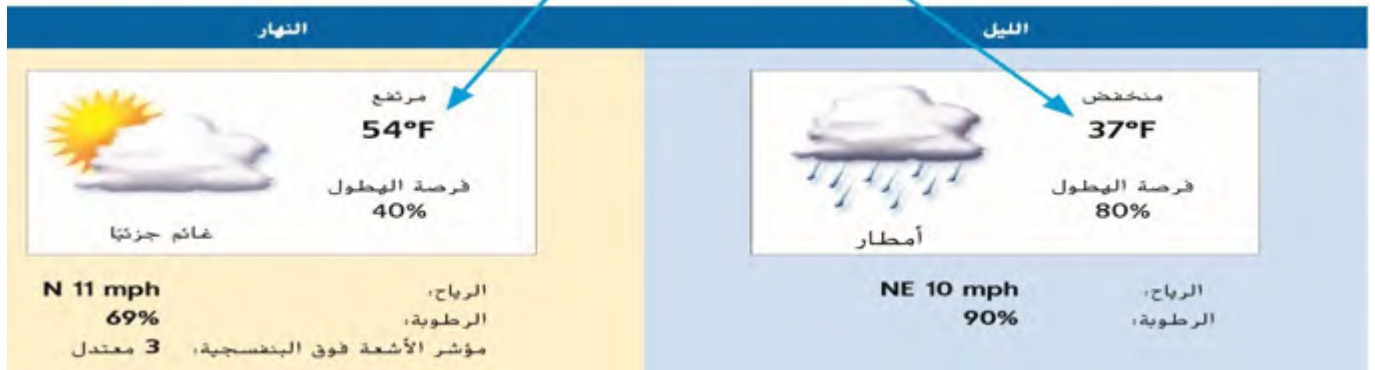 النهار
مرتفع
54°F
فرصة الهطول
40%
غائم جزئيًا
الرياح: N 11 mph
الرطوبة: 69%
مؤشر الأشعة فوق البنفسجية: 3 معتدل
الليل
منخفض
37°F
فرصة الهطول
80%
أمطار
الرياح: NE 10 mph
الرطوبة: 90%